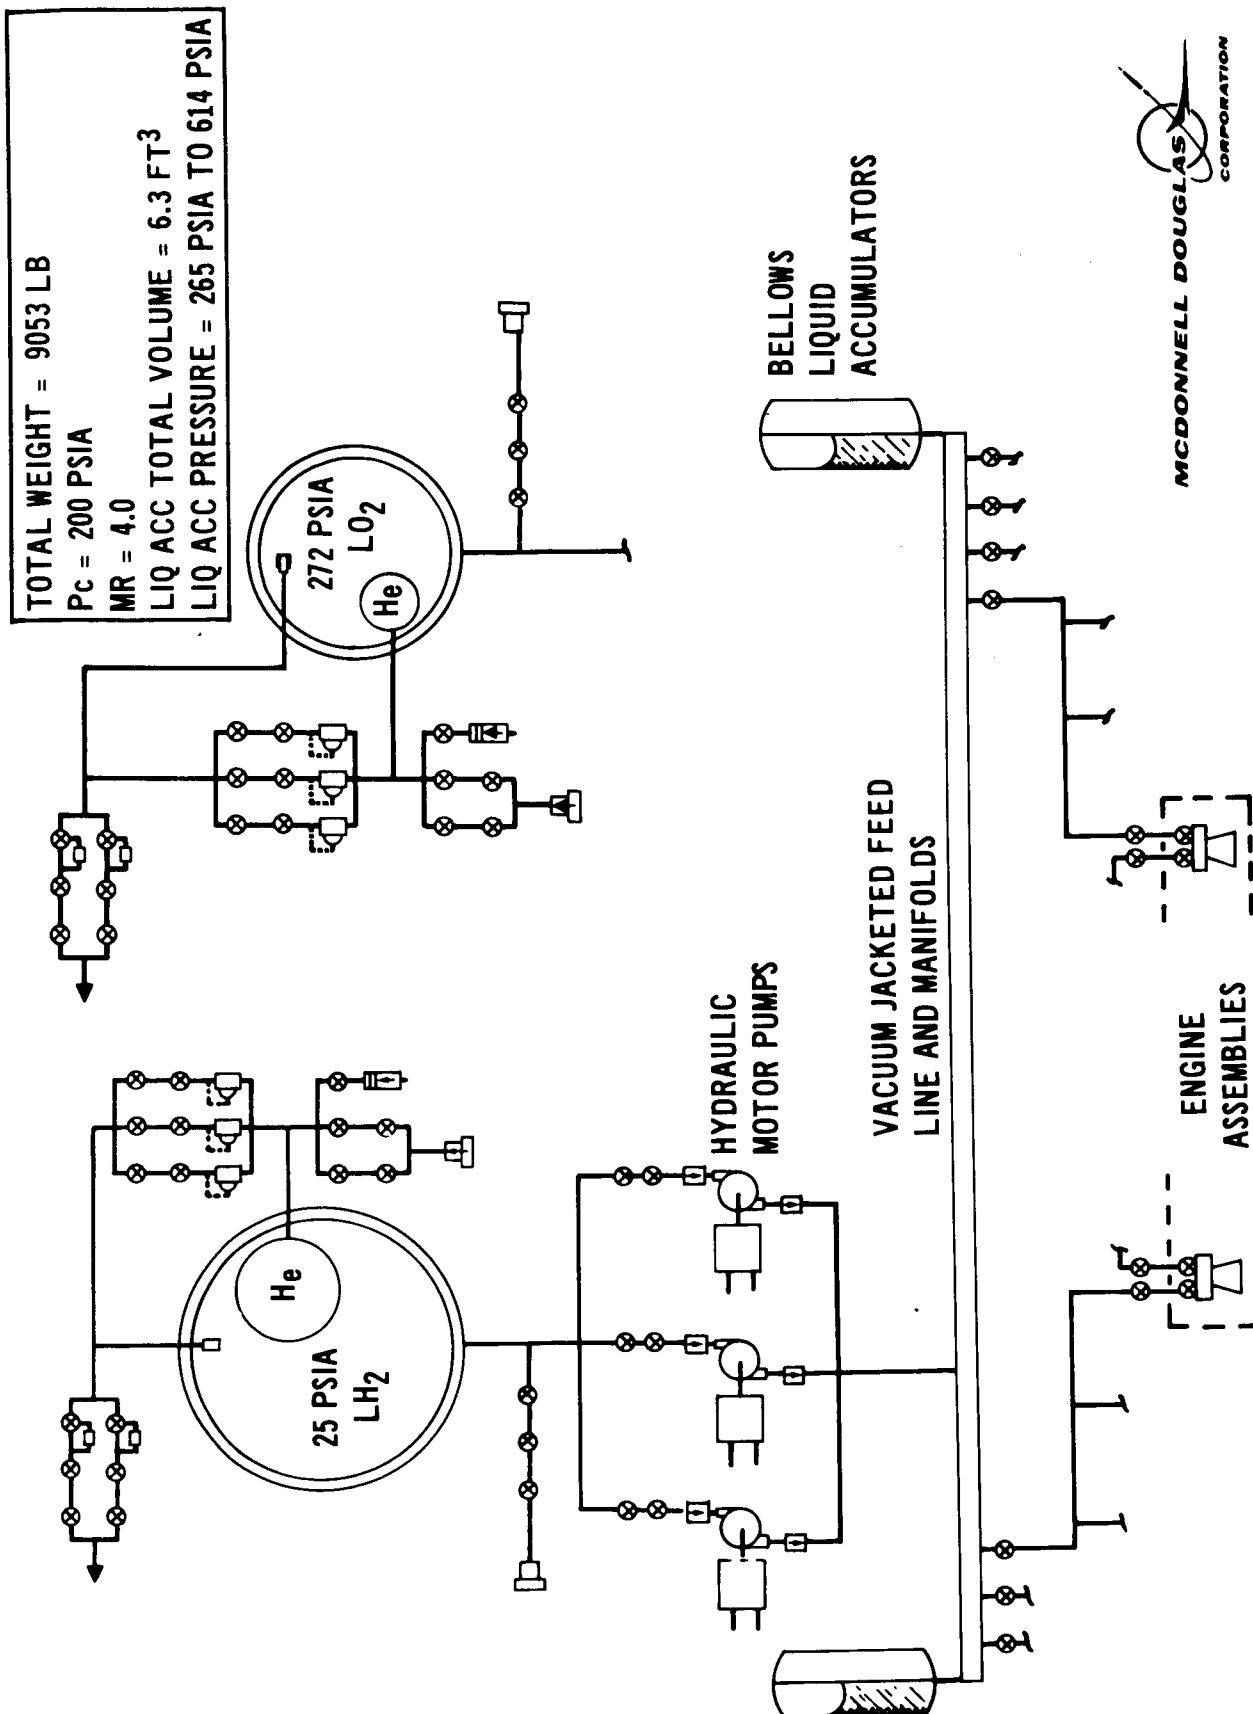 TOTAL WEIGHT = 9053 LB
Pc = 200 PSIA
MR = 4.0
LIQ ACC TOTAL VOLUME = 6.3 FT3
LIQ ACC PRESSURE = 265 PSIA TO 614 PSIA
25 PSIA
LH2
He
272 PSIA
LO2
He
HYDRAULIC
MOTOR PUMPS
BELLOWS
LIQUID
ACCUMULATORS
VACUUM JACKETED FEED
LINE AND MANIFOLDS
ENGINE
ASSEMBLIES
MCDONNELL DOUGLAS
CORPORATION